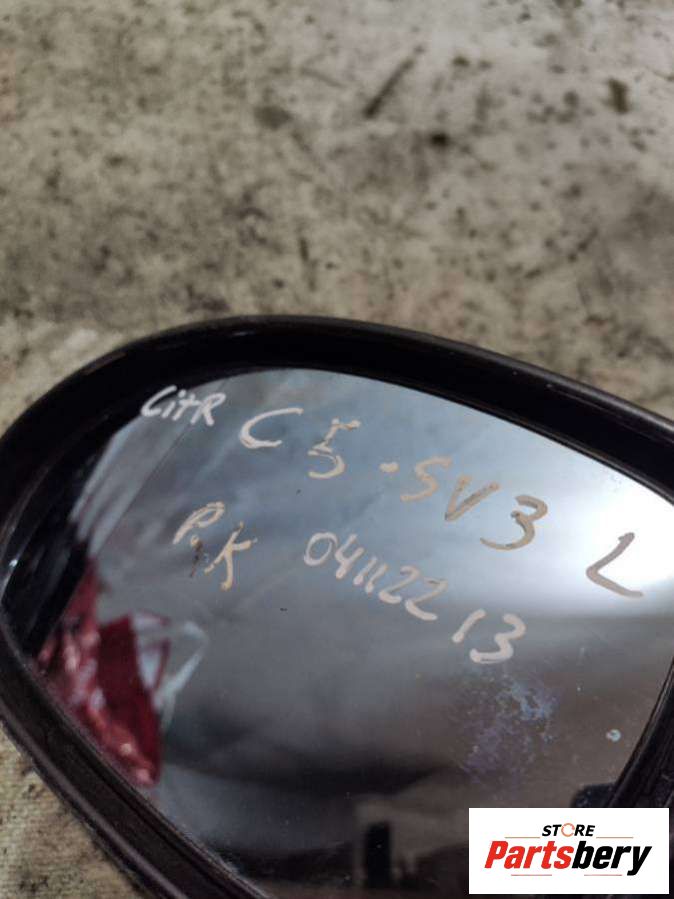 CitR C5-SV3 L
P.K 04112213
STORE
Partsbery